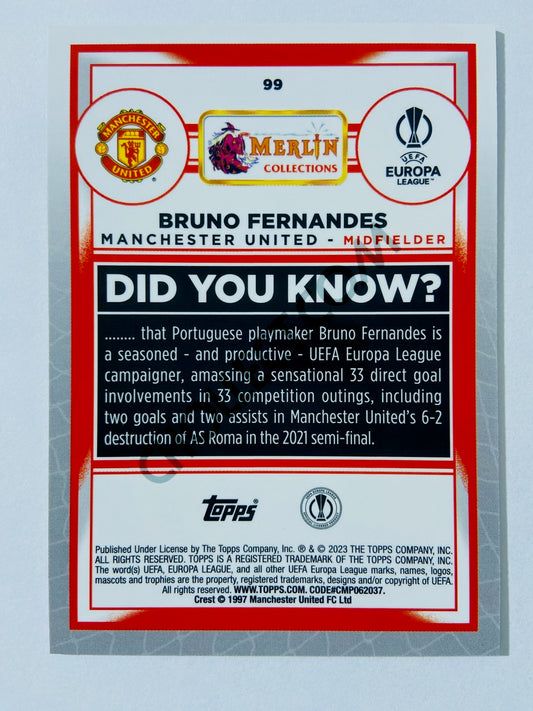 99
MANCHESTER
UNITED
MERLIN
COLLECTIONS
UEFA
EUROPA
LEAGUE™
BRUNO FERNANDES
MANCHESTER UNITED - MIDFIELDER
DID YOU KNOW?
........ that Portuguese playmaker Bruno Fernandes is
a seasoned - and productive - UEFA Europa League
campaigner, amassing a sensational 33 direct goal
involvements in 33 competition outings, including
two goals and two assists in Manchester United's 6-2
destruction of AS Roma in the 2021 semi-final.
Topps®
Published Under License by The Topps Company, Inc. ® & © 2023 THE TOPPS COMPANY, INC.
ALL RIGHTS RESERVED. TOPPS IS A REGISTERED TRADEMARK OF THE TOPPS COMPANY, INC.
The word(s) UEFA, EUROPA LEAGUE, and all other UEFA Europa League marks, names, logos,
mascots and trophies are the property, registered trademarks, designs and/or copyright of UEFA.
All rights reserved. WWW.TOPPS.COM. CODE#CMP062037.
Crest © 1997 Manchester United FC Ltd